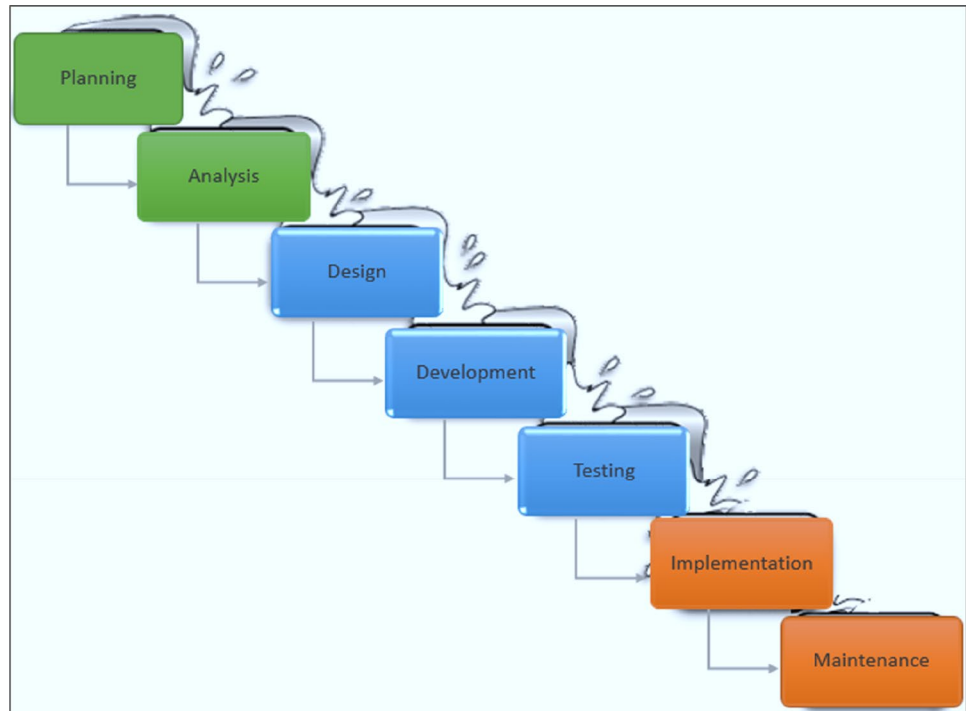 Planning
Analysis
Design
Development
Testing
Implementation
Maintenance